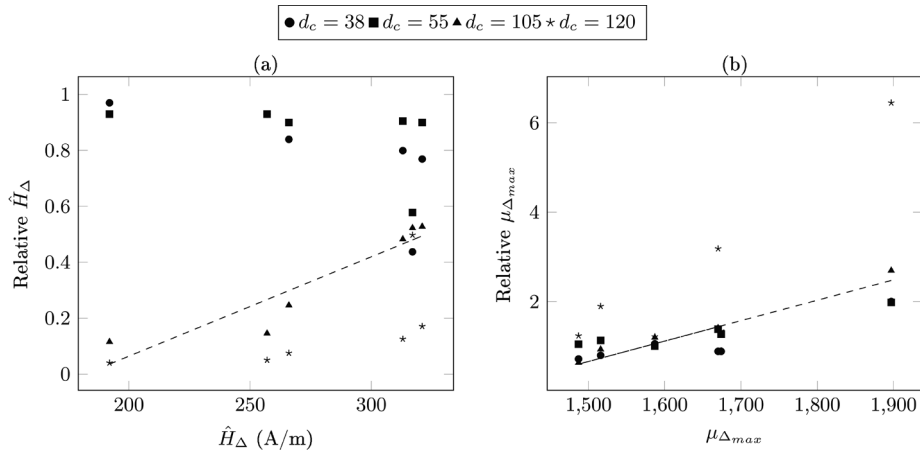 ● d_c = 38 ■ d_c = 55 ▲ d_c = 105 ⋆ d_c = 120
(a)
1
0.8
0.6
0.4
0.2
0
Relative Ĥ_Δ
200
250
300
Ĥ_Δ (A/m)
(b)
6
4
2
Relative μ_Δmax
1,500
1,600
1,700
1,800
1,900
μ_Δmax